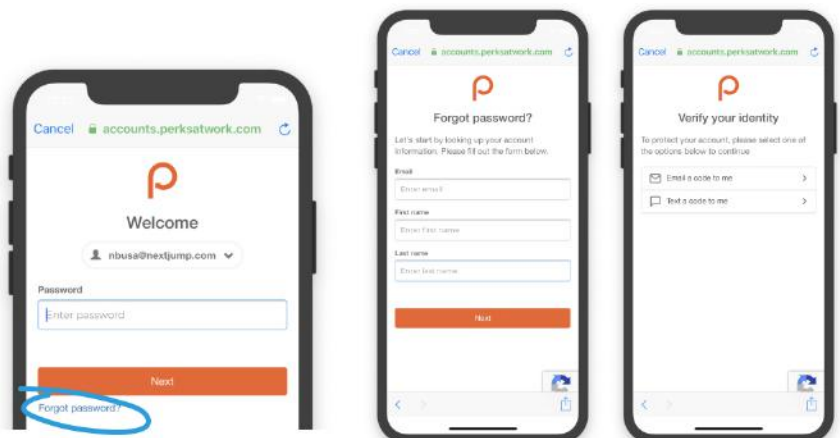 Cancel accounts.perksatwork.com
Welcome
nbusa@nextjump.com
Password
Enter password
Next
Forgot password?
Cancel accounts.perksatwork.com
Forgot password?
Let's start by looking up your account
information. Please fill out the form below.
Email
Enter email
First name
Enter first name
Last name
Enter last name
Next
Cancel accounts.perksatwork.com
Verify your identity
To protect your account, please select one of
the options below to continue
Email a code to me
Text a code to me